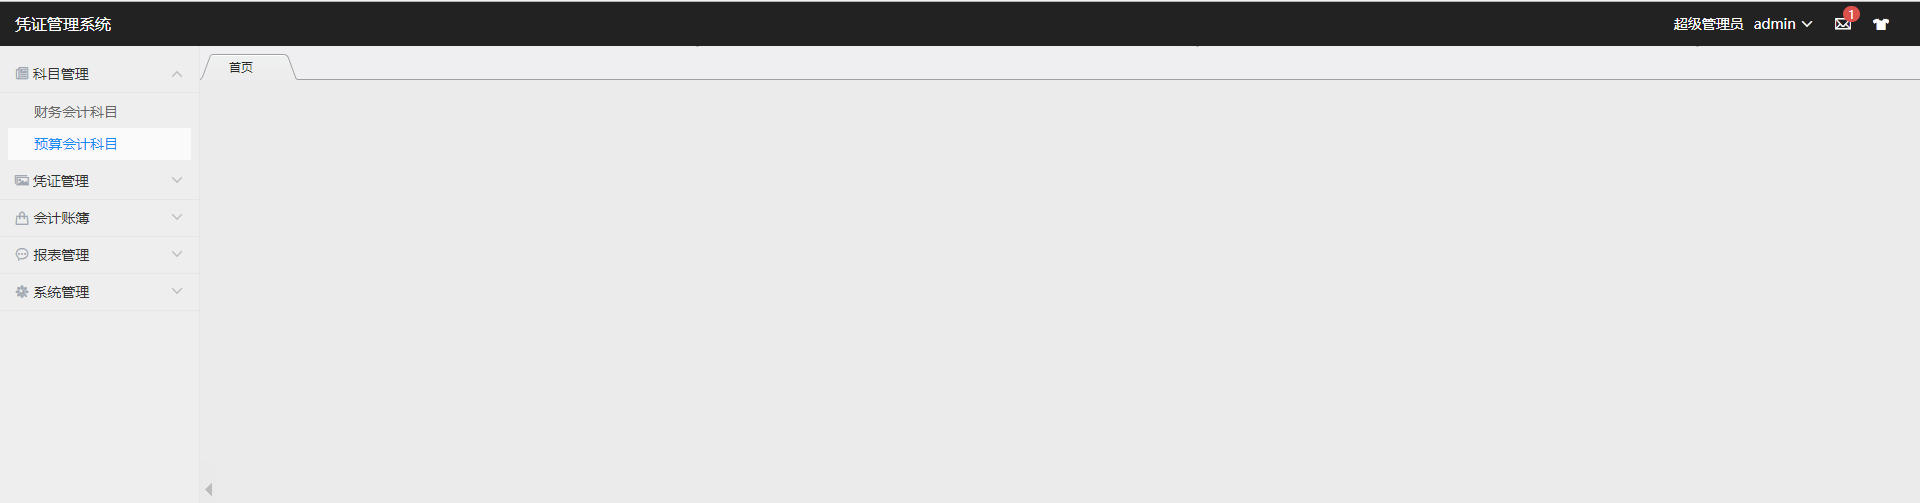 凭证管理系统
超级管理员 admin 1
科目管理
首页
财务会计科目
预算会计科目
凭证管理
会计账簿
报表管理
系统管理